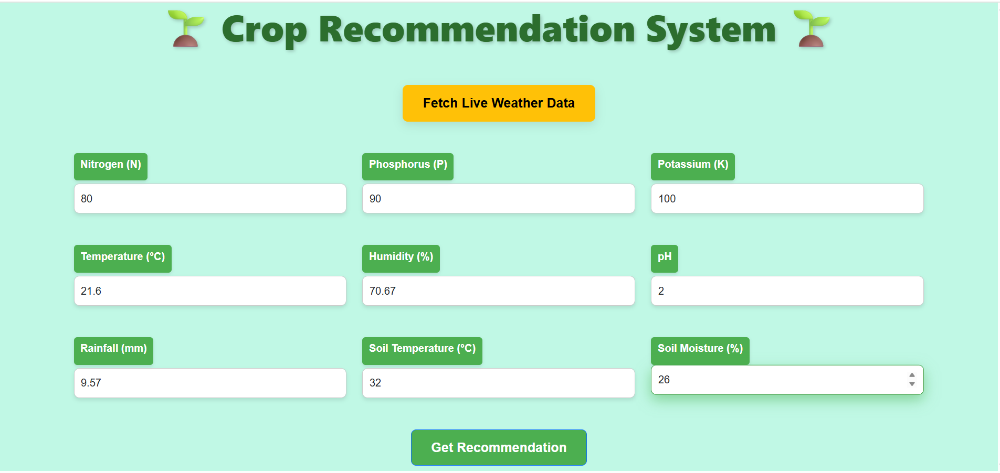 Crop Recommendation System
Fetch Live Weather Data
Nitrogen (N)
80
Phosphorus (P)
90
Potassium (K)
100
Temperature (°C)
21.6
Humidity (%)
70.67
pH
2
Rainfall (mm)
9.57
Soil Temperature (°C)
32
Soil Moisture (%)
26
Get Recommendation